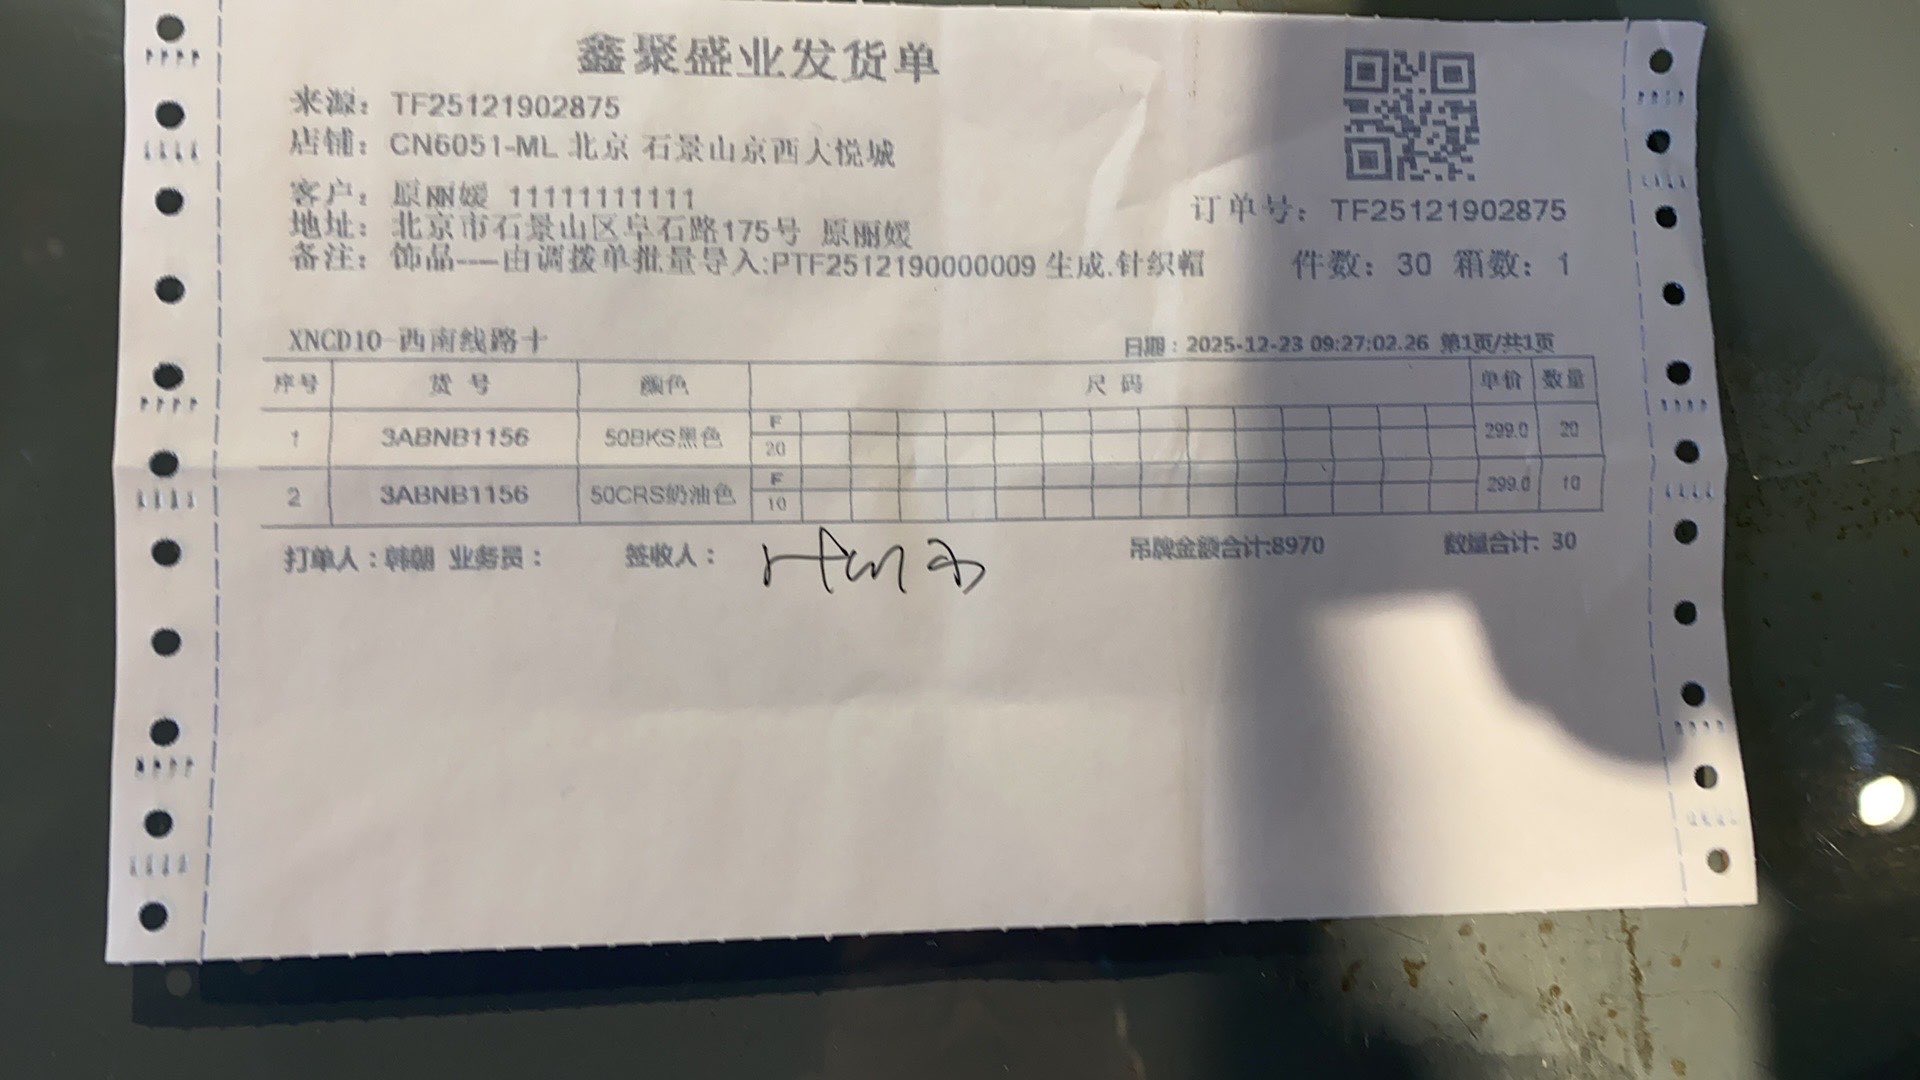 鑫聚盛业发货单
来源：TF25121902875
店铺：CN6051-ML 北京 石景山京西大悦城
客户：原丽媛 11111111111
地址：北京市石景山区阜石路175号 原丽媛
订单号：TF25121902875
备注：饰品----由调拨单批量导入:PTF2512190000009 生成.针织帽
件数：30 箱数：1
XNCD10 西南线路十
日期：2025-12-23 09:27:02.26 第1页/共1页
序号 货号 颜色 尺码 单价 数量
1 3ABNB1156 50BKS黑色 F 20 299.0 20
2 3ABNB1156 50CRS奶油色 F 10 299.0 10
打单人：韩朝 业务员： 签收人： 吊牌金额合计:8970 数量合计: 30